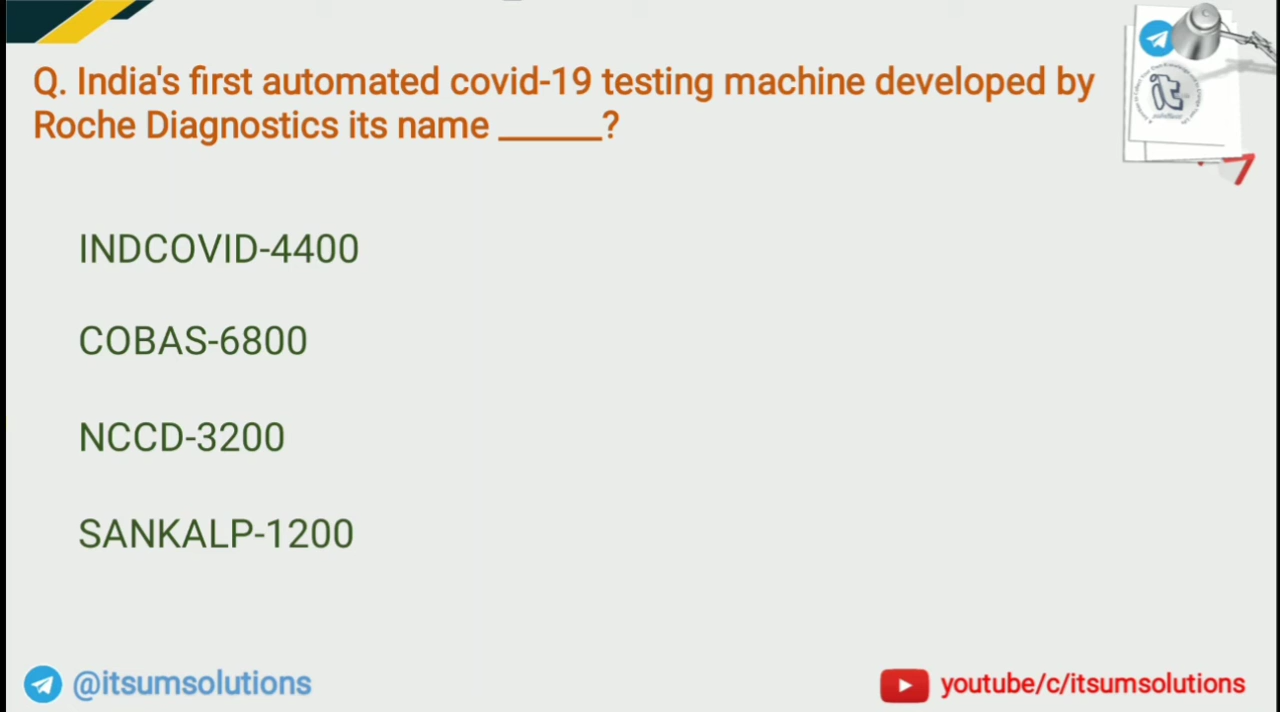 Q. India's first automated covid-19 testing machine developed by
Roche Diagnostics its name ______?
INDCOVID-4400
COBAS-6800
NCCD-3200
SANKALP-1200
@itsumsolutions
youtube/c/itsumsolutions